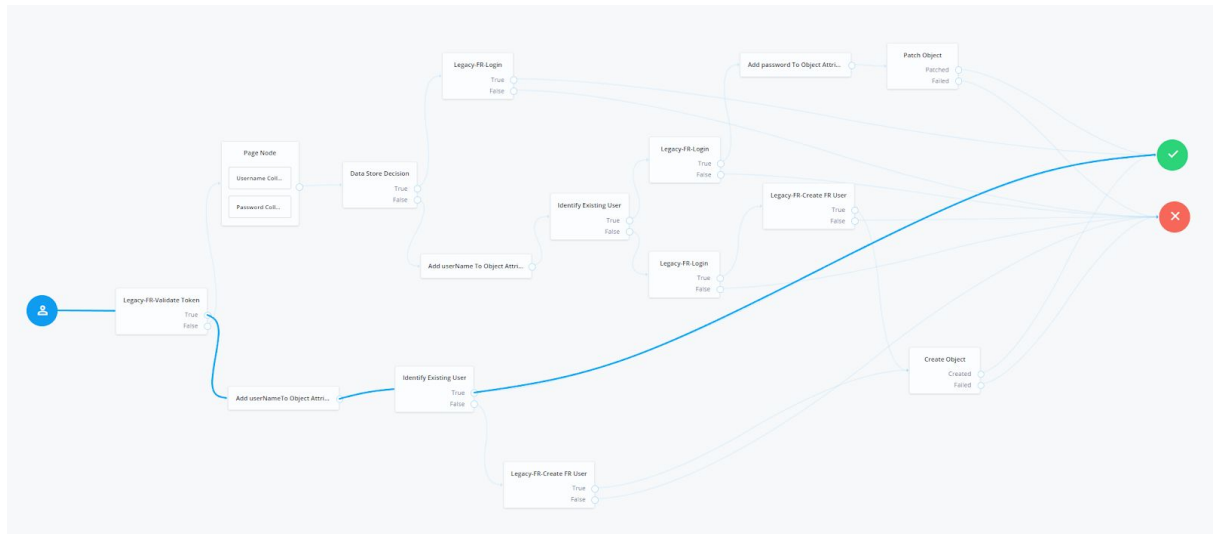 Legacy-FR-Login
True
False
Add password To Object Attri...
Patch Object
Patched
Failed
Page Node
Username Coll...
Password Coll...
Data Store Decision
True
False
Legacy-FR-Login
True
False
Identify Existing User
True
False
Legacy-FR-Create FR User
True
False
Add userName To Object Attri...
Legacy-FR-Login
True
False
Legacy-FR-Validate Token
True
False
Add userNameTo Object Attri...
Identify Existing User
True
False
Create Object
Created
Failed
Legacy-FR-Create FR User
True
False